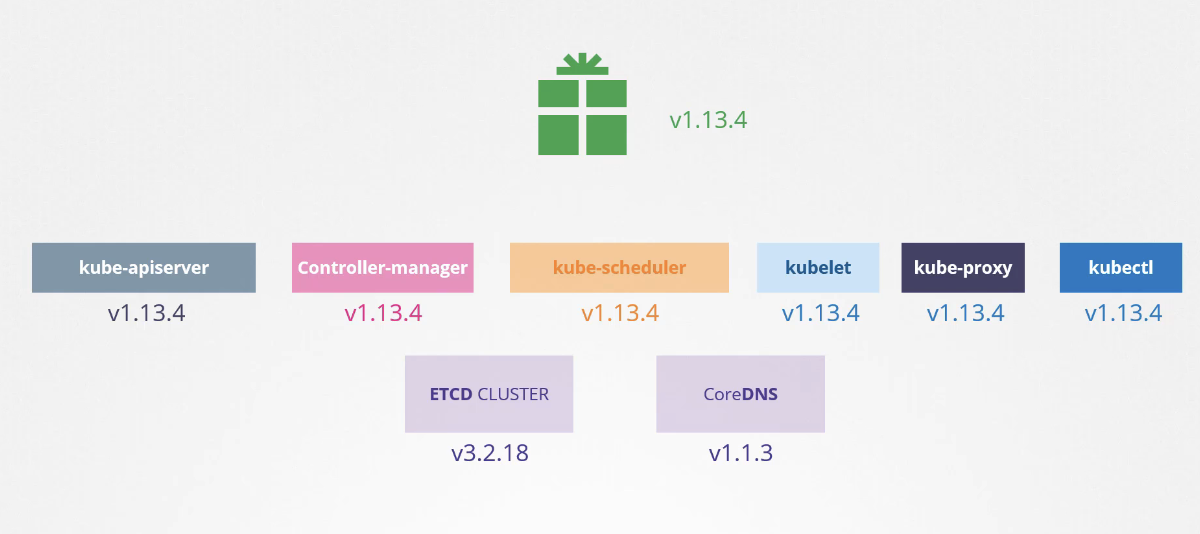 v1.13.4
kube-apiserver
Controller-manager
kube-scheduler
kubelet
kube-proxy
kubectl
v1.13.4
v1.13.4
v1.13.4
v1.13.4
v1.13.4
v1.13.4
ETCD CLUSTER
CoreDNS
v3.2.18
v1.1.3